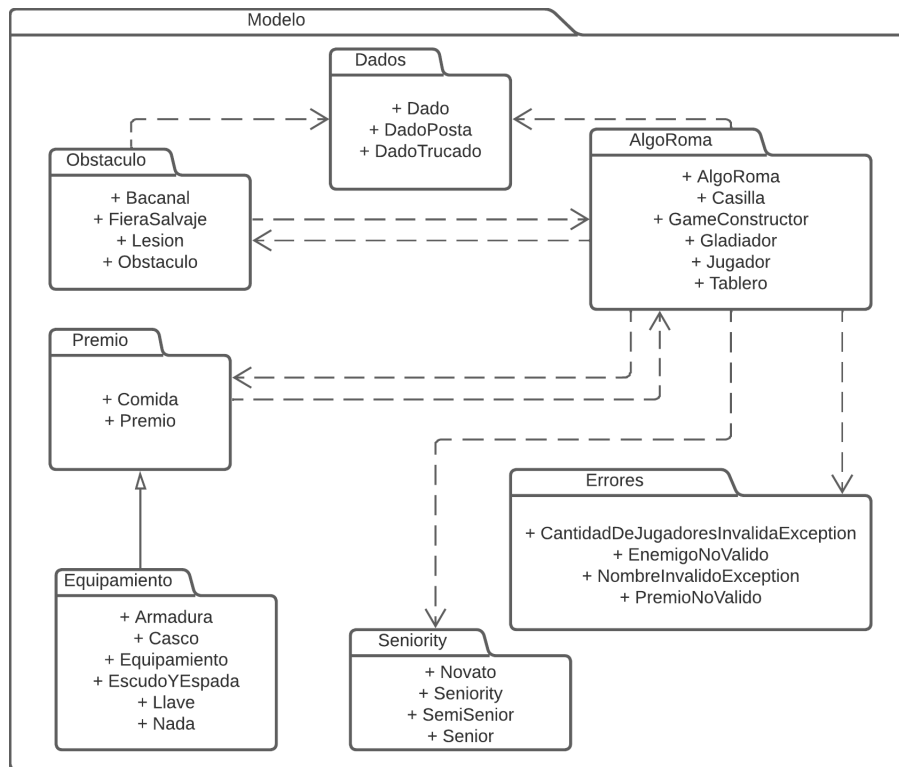 Modelo
Dados
+ Dado
+ DadoPosta
+ DadoTrucado
Obstaculo
+ Bacanal
+ FieraSalvaje
+ Lesion
+ Obstaculo
AlgoRoma
+ AlgoRoma
+ Casilla
+ GameConstructor
+ Gladiador
+ Jugador
+ Tablero
Premio
+ Comida
+ Premio
Errores
+ CantidadDeJugadoresInvalidaException
+ EnemigoNoValido
+ NombreInvalidoException
+ PremioNoValido
Equipamiento
+ Armadura
+ Casco
+ Equipamiento
+ EscudoYEspada
+ Llave
+ Nada
Seniority
+ Novato
+ Seniority
+ SemiSenior
+ Senior